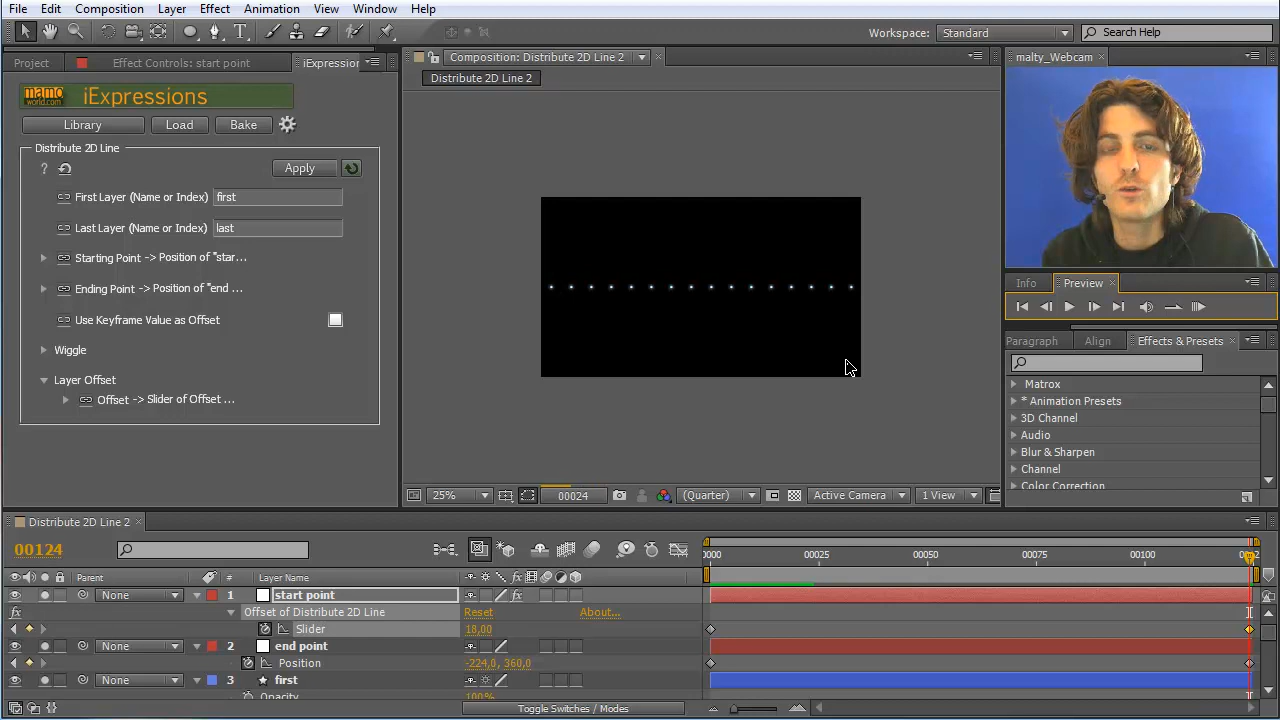 File Edit Composition Layer Effect Animation View Window Help
Workspace: Standard Search Help
Project Effect Controls: start point iExpression
Composition: Distribute 2D Line 2
malty_Webcam
Distribute 2D Line 2
mamo world.com iExpressions
Library Load Bake
Distribute 2D Line
? Apply
First Layer (Name or Index) first
Last Layer (Name or Index) last
Starting Point -> Position of "star...
Ending Point -> Position of "end ...
Use Keyframe Value as Offset
Wiggle
Layer Offset
Offset -> Slider of Offset ...
Info Preview
Paragraph Align Effects & Presets
Matrox
* Animation Presets
3D Channel
Audio
Blur & Sharpen
Channel
Color Correction
25% 00024 (Quarter) Active Camera 1 View
Distribute 2D Line 2
00124
0000 00025 00050 00075 00100
Parent # Layer Name
None 1 start point
Offset of Distribute 2D Line Reset About...
Slider 18,00
None 2 end point
Position -224,0, 360,0
None 3 first
Opacity 100%
Toggle Switches / Modes